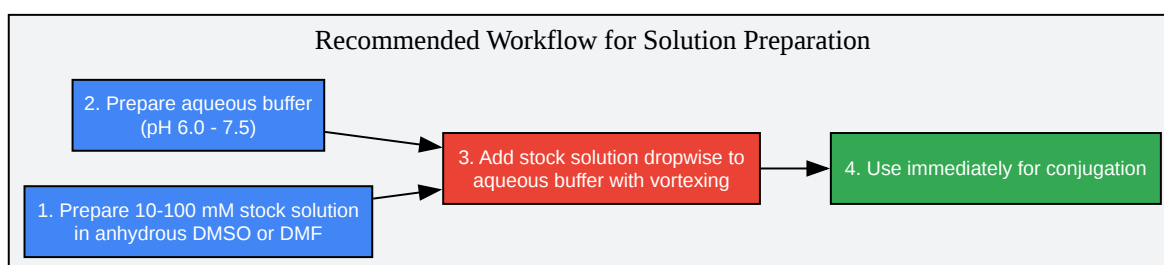 Recommended Workflow for Solution Preparation
2. Prepare aqueous buffer
(pH 6.0 - 7.5)
3. Add stock solution dropwise to
aqueous buffer with vortexing
4. Use immediately for conjugation
1. Prepare 10-100 mM stock solution
in anhydrous DMSO or DMF